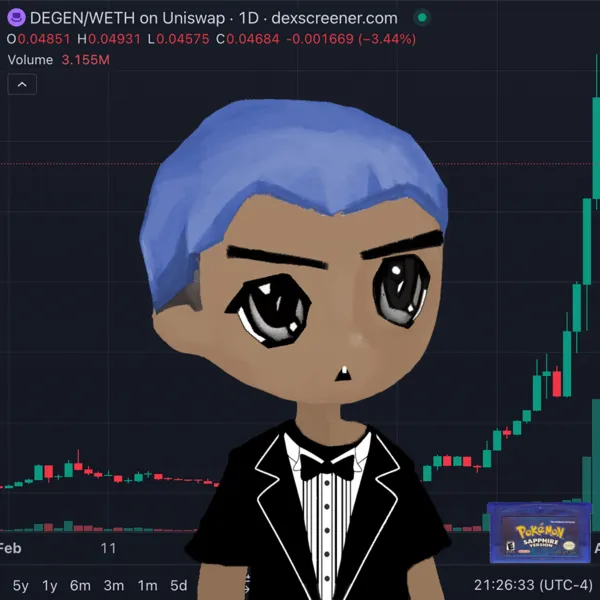 DEGEN/WETH on Uniswap · 1D · dexscreener.com
O0.04851 H0.04931 L0.04575 C0.04684 -0.001669 (−3.44%)
Volume 3.155M
POKéMON
SAPPHIRE
VERSION
Feb 11 A
5y 1y 6m 3m 1m 5d 21:26:33 (UTC-4)